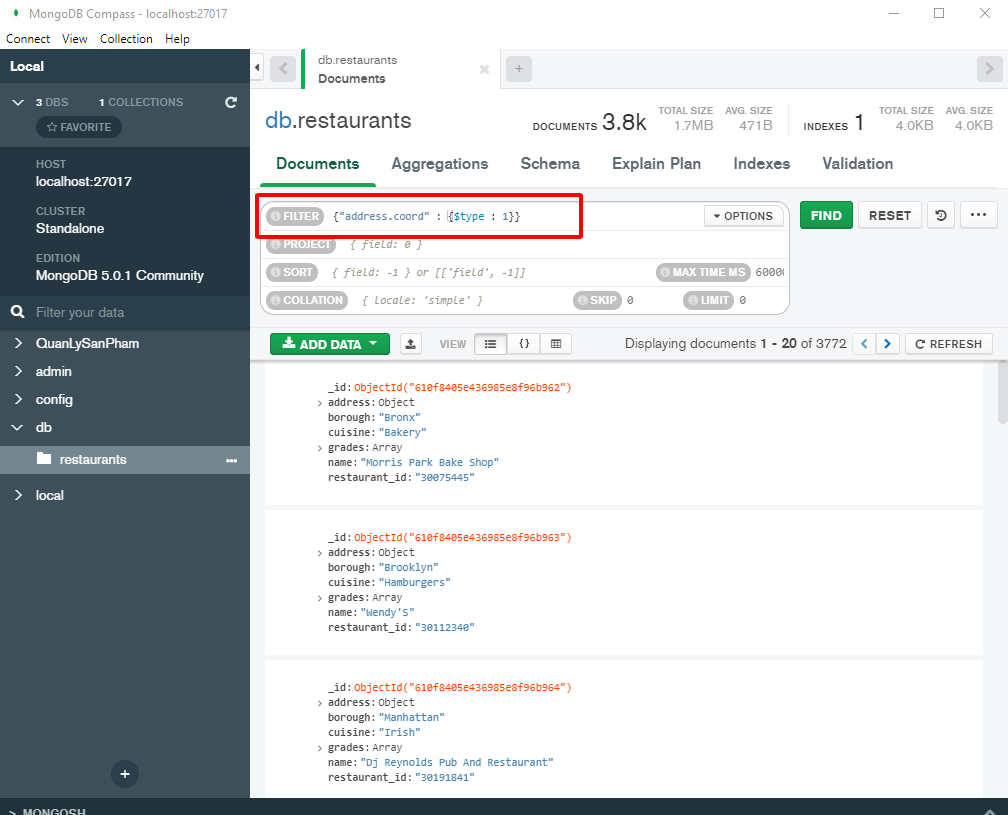 MongoDB Compass - localhost:27017
Connect View Collection Help
Local
3 DBS 1 COLLECTIONS
FAVORITE
HOST
localhost:27017
CLUSTER
Standalone
EDITION
MongoDB 5.0.1 Community
Filter your data
QuanLySanPham
admin
config
db
restaurants
local
>_ MONGOSH
db.restaurants
Documents
db.restaurants
DOCUMENTS 3.8k TOTAL SIZE 1.7MB AVG. SIZE 471B INDEXES 1 TOTAL SIZE 4.0KB AVG. SIZE 4.0KB
Documents Aggregations Schema Explain Plan Indexes Validation
FILTER {"address.coord" : {$type : 1}} OPTIONS FIND RESET
PROJECT { field: 0 }
SORT { field: -1 } or [['field', -1]] MAX TIME MS 60000
COLLATION { locale: 'simple' } SKIP 0 LIMIT 0
ADD DATA VIEW {} Displaying documents 1 - 20 of 3772 REFRESH
_id: ObjectId("610f8405e436985e8f96b962")
address: Object
borough: "Bronx"
cuisine: "Bakery"
grades: Array
name: "Morris Park Bake Shop"
restaurant_id: "30075445"
_id: ObjectId("610f8405e436985e8f96b963")
address: Object
borough: "Brooklyn"
cuisine: "Hamburgers"
grades: Array
name: "Wendy'S"
restaurant_id: "30112340"
_id: ObjectId("610f8405e436985e8f96b964")
address: Object
borough: "Manhattan"
cuisine: "Irish"
grades: Array
name: "Dj Reynolds Pub And Restaurant"
restaurant_id: "30191841"